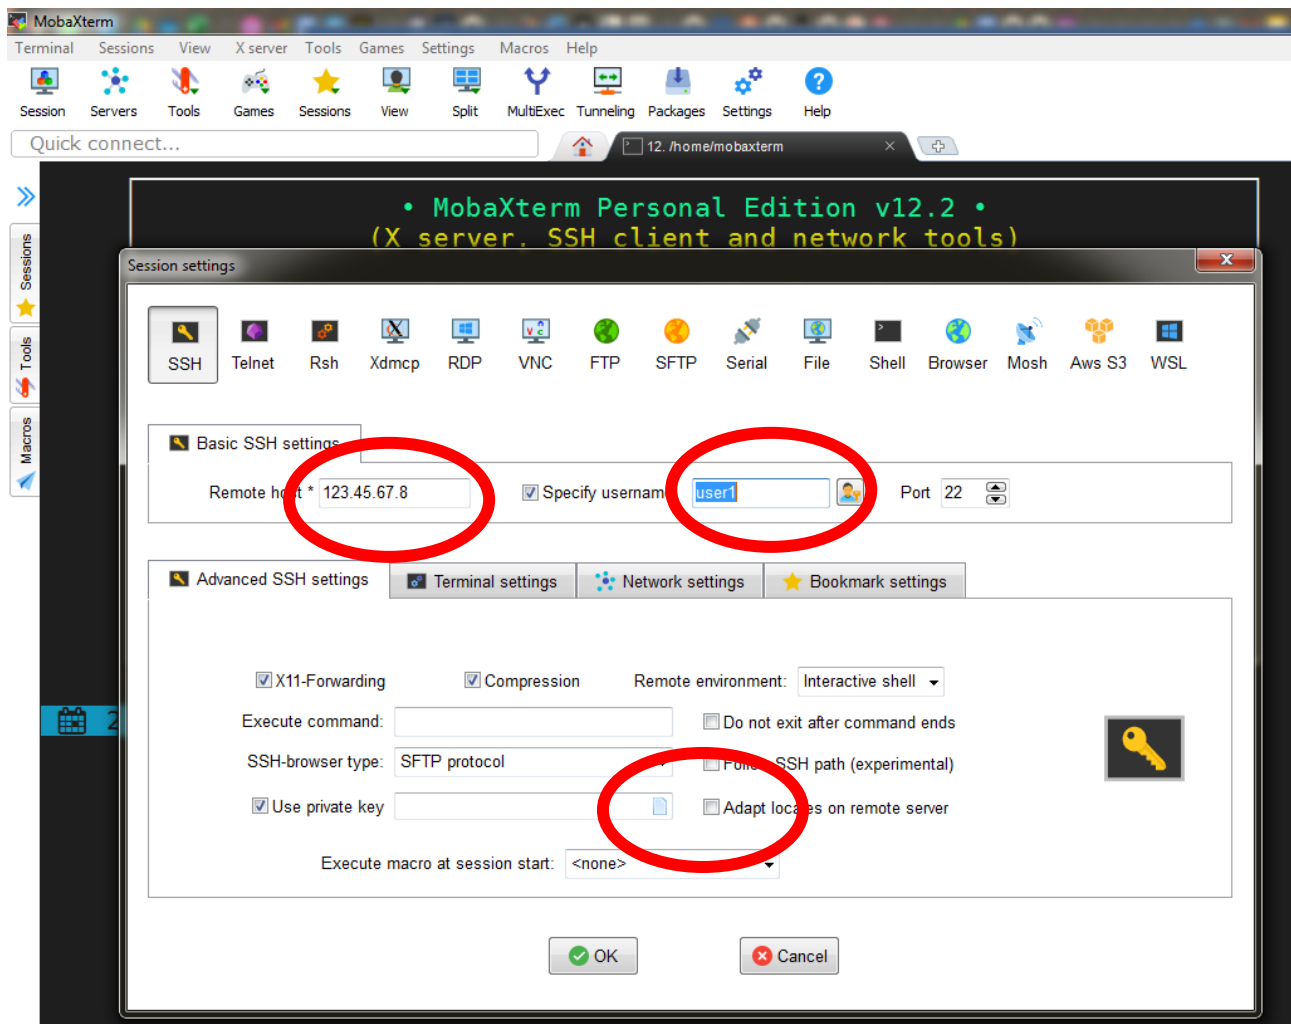 MobaXterm
Terminal Sessions View X server Tools Games Settings Macros Help
Session Servers Tools Games Sessions View Split MultiExec Tunneling Packages Settings Help
Quick connect...
12. /home/mobaxterm
• MobaXterm Personal Edition v12.2 •
(X server, SSH client and network tools)
Sessions
Tools
Macros
Session settings
SSH Telnet Rsh Xdmcp RDP VNC FTP SFTP Serial File Shell Browser Mosh Aws S3 WSL
Basic SSH settings
Remote host * 123.45.67.8 Specify username user1 Port 22
Advanced SSH settings Terminal settings Network settings Bookmark settings
X11-Forwarding Compression Remote environment: Interactive shell
Execute command: Do not exit after command ends
SSH-browser type: SFTP protocol Follow SSH path (experimental)
Use private key Adapt locales on remote server
Execute macro at session start: <none>
OK Cancel
2